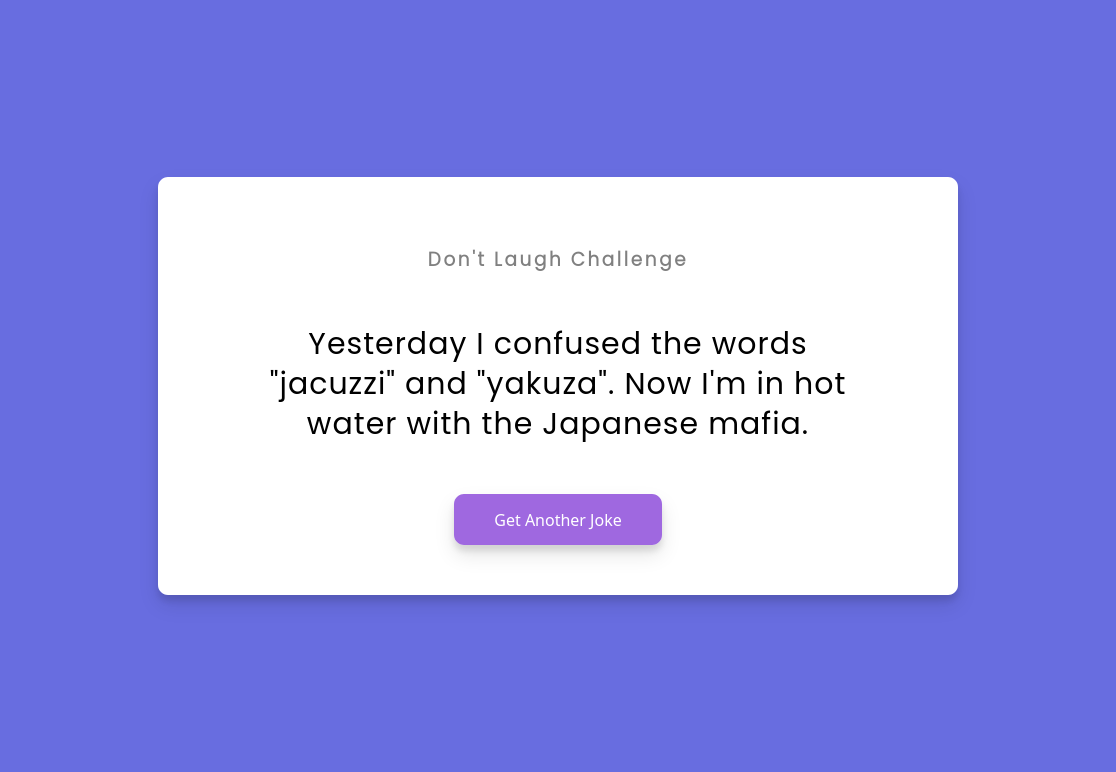 Don't Laugh Challenge
Yesterday I confused the words
"jacuzzi" and "yakuza". Now I'm in hot
water with the Japanese mafia.
Get Another Joke